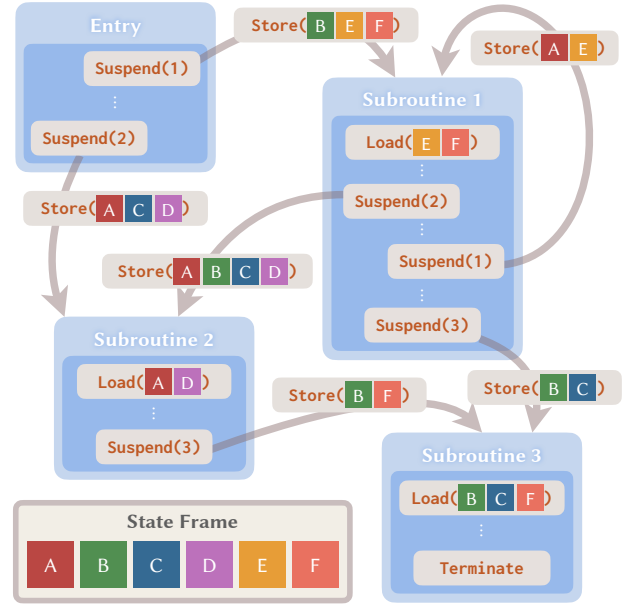 Entry
Suspend(1)
⋮
Suspend(2)
Store(B E F)
Store(A E)
Subroutine 1
Load(E F)
⋮
Suspend(2)
⋮
Suspend(1)
⋮
Suspend(3)
Store(A C D)
Store(A B C D)
Subroutine 2
Load(A D)
⋮
Suspend(3)
Store(B F)
Store(B C)
Subroutine 3
Load(B C F)
⋮
Terminate
State Frame
A B C D E F